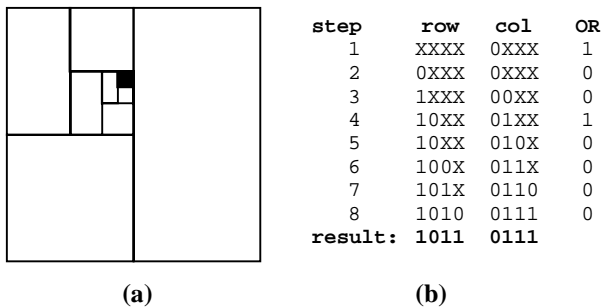 step row col OR
1 XXXX 0XXX 1
2 0XXX 0XXX 0
3 1XXX 00XX 0
4 10XX 01XX 1
5 10XX 010X 0
6 100X 011X 0
7 101X 0110 0
8 1010 0111 0
result: 1011 0111
(a) (b)